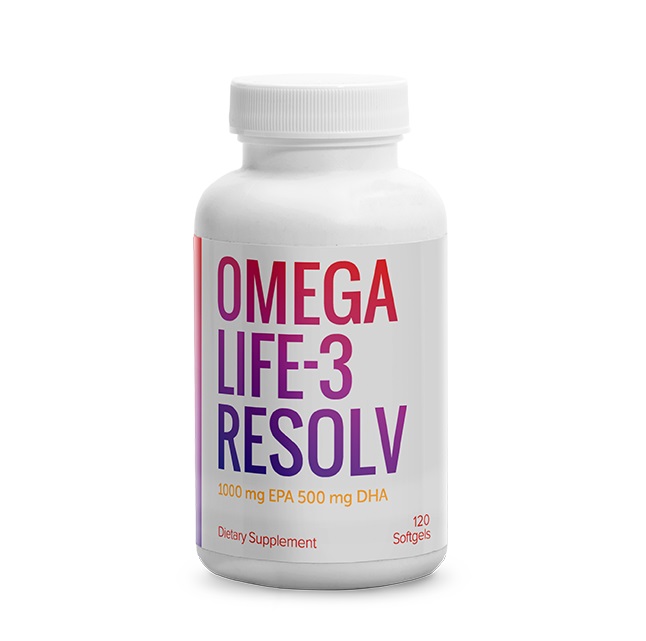 OMEGA
LIFE-3
RESOLV
1000 mg EPA 500 mg DHA
Dietary Supplement
120
Softgels